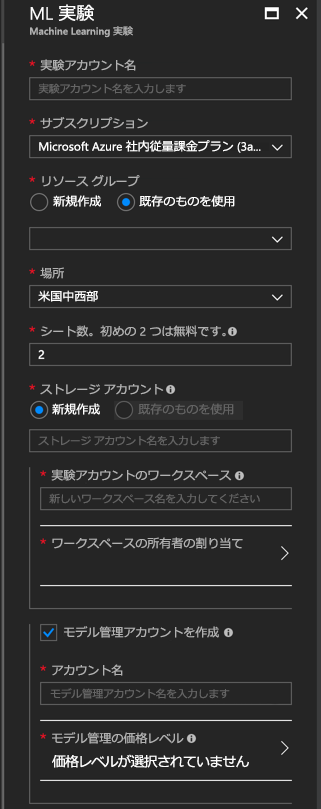 ML 実験
Machine Learning 実験
* 実験アカウント名
実験アカウント名を入力します
* サブスクリプション
Microsoft Azure 社内従量課金プラン (3a...
* リソース グループ
新規作成 既存のものを使用
* 場所
米国中西部
* シート数。初めの 2 つは無料です。
2
* ストレージ アカウント
新規作成 既存のものを使用
ストレージ アカウント名を入力します
* 実験アカウントのワークスペース
新しいワークスペース名を入力してください
* ワークスペースの所有者の割り当て
モデル管理アカウントを作成
* アカウント名
モデル管理アカウント名を入力します
* モデル管理の価格レベル
価格レベルが選択されていません